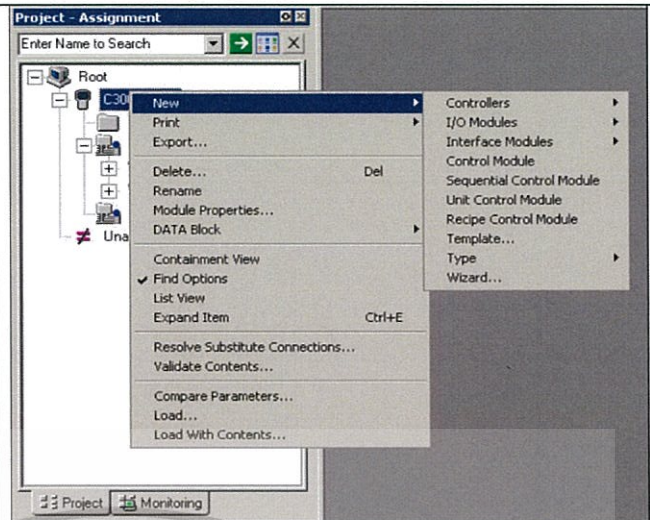 Project - Assignment
Enter Name to Search
Root
C30
Una
New
Print
Export...
Delete... Del
Rename
Module Properties...
DATA Block
Containment View
Find Options
List View
Expand Item Ctrl+E
Resolve Substitute Connections...
Validate Contents...
Compare Parameters...
Load...
Load With Contents...
Controllers
I/O Modules
Interface Modules
Control Module
Sequential Control Module
Unit Control Module
Recipe Control Module
Template...
Type
Wizard...
Project
Monitoring